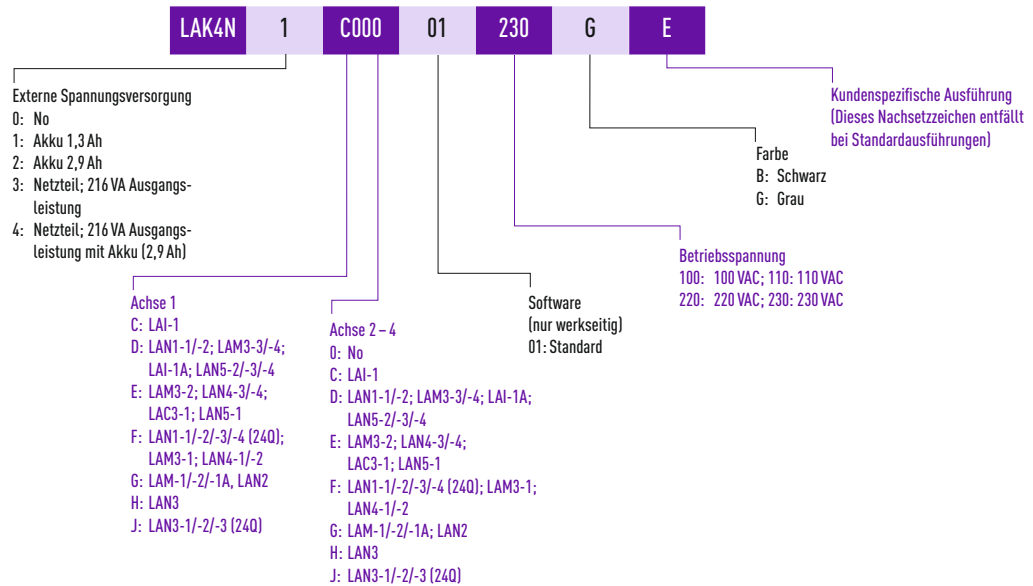 LAK4N 1 C000 01 230 G E
Externe Spannungsversorgung
0: No
1: Akku 1,3 Ah
2: Akku 2,9 Ah
3: Netzteil; 216 VA Ausgangs-
leistung
4: Netzteil; 216 VA Ausgangs-
leistung mit Akku (2,9 Ah)
Achse 1
C: LAI-1
D: LAN1-1/-2; LAM3-3/-4;
LAI-1A; LAN5-2/-3/-4
E: LAM3-2; LAN4-3/-4;
LAC3-1; LAN5-1
F: LAN1-1/-2/-3/-4 (24Q);
LAM3-1; LAN4-1/-2
G: LAM-1/-2/-1A, LAN2
H: LAN3
J: LAN3-1/-2/-3 (24Q)
Achse 2 – 4
0: No
C: LAI-1
D: LAN1-1/-2; LAM3-3/-4; LAI-1A;
LAN5-2/-3/-4
E: LAM3-2; LAN4-3/-4;
LAC3-1; LAN5-1
F: LAN1-1/-2/-3/-4 (24Q); LAM3-1;
LAN4-1/-2
G: LAM-1/-2/-1A; LAN2
H: LAN3
J: LAN3-1/-2/-3 (24Q)
Software
(nur werkseitig)
01: Standard
Betriebsspannung
100: 100 VAC; 110: 110 VAC
220: 220 VAC; 230: 230 VAC
Farbe
B: Schwarz
G: Grau
Kundenspezifische Ausführung
(Dieses Nachsetzzeichen entfällt
bei Standardausführungen)